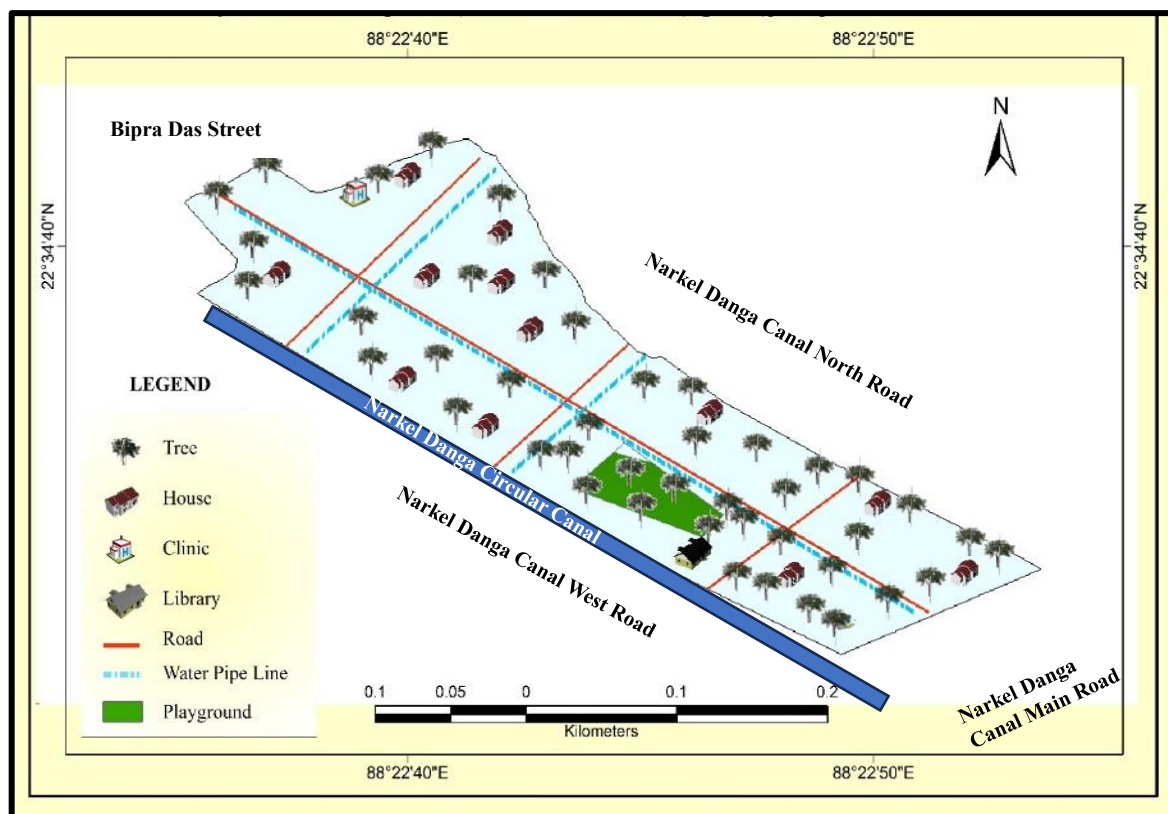 88°22'40"E
88°22'50"E
N
Bipra Das Street
22°34'40"N
22°34'40"N
Narkel Danga Canal North Road
LEGEND
Tree
House
Clinic
Library
Road
Water Pipe Line
Playground
Narkel Danga Circular Canal
Narkel Danga Canal West Road
Narkel Danga
Canal Main Road
0.1 0.05 0 0.1 0.2
Kilometers
88°22'40"E
88°22'50"E